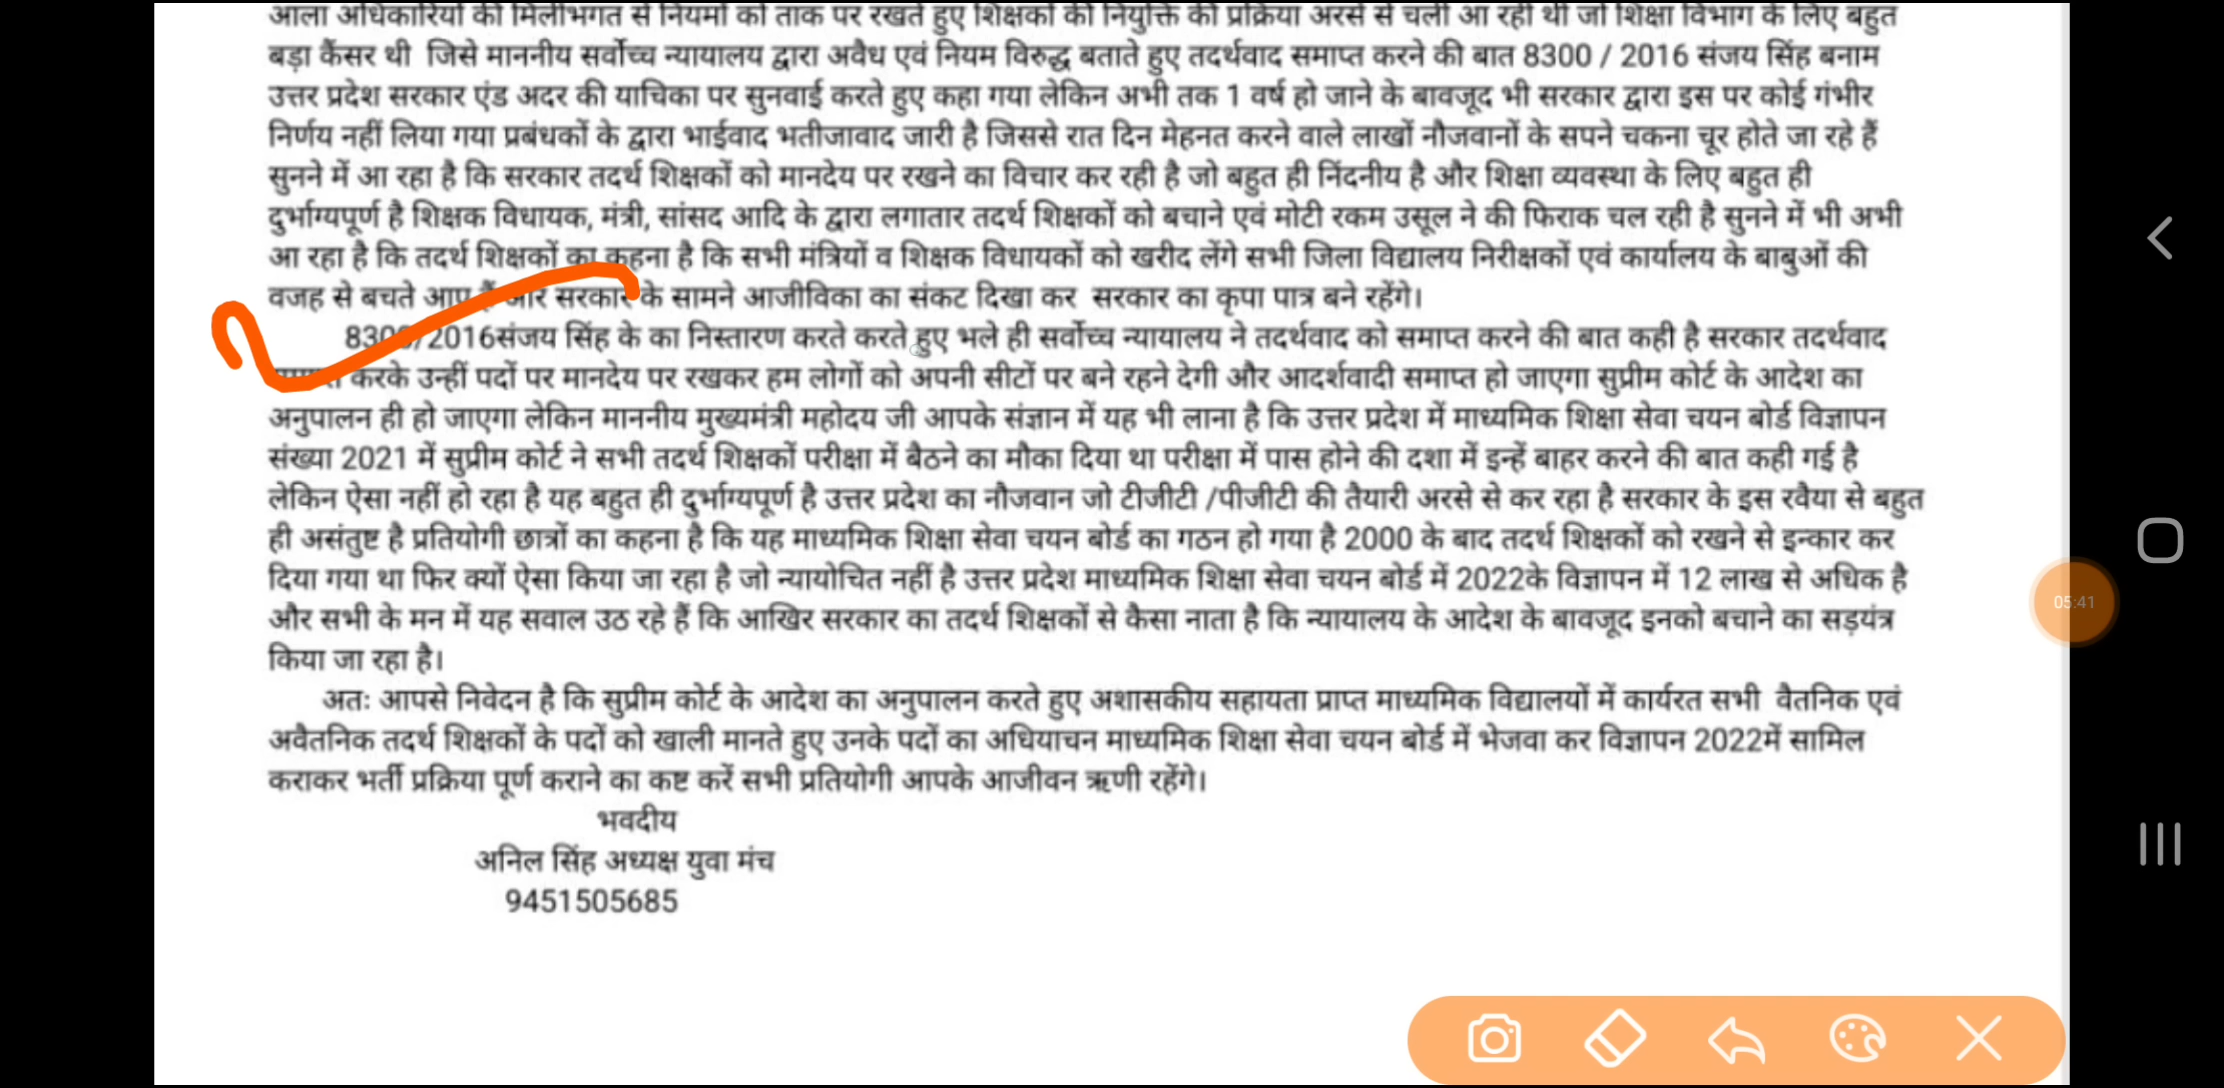 आला अधिकारियों की मिलीभगत से नियमों को ताक पर रखते हुए शिक्षकों की नियुक्ति की प्रक्रिया अरसे से चली आ रही थी जो शिक्षा विभाग के लिए बहुत
बड़ा कैंसर थी जिसे माननीय सर्वोच्च न्यायालय द्वारा अवैध एवं नियम विरुद्ध बताते हुए तदर्थवाद समाप्त करने की बात 8300 / 2016 संजय सिंह बनाम
उत्तर प्रदेश सरकार एंड अदर की याचिका पर सुनवाई करते हुए कहा गया लेकिन अभी तक 1 वर्ष हो जाने के बावजूद भी सरकार द्वारा इस पर कोई गंभीर
निर्णय नहीं लिया गया प्रबंधकों के द्वारा भाईवाद भतीजावाद जारी है जिससे रात दिन मेहनत करने वाले लाखों नौजवानों के सपने चकना चूर होते जा रहे हैं
सुनने में आ रहा है कि सरकार तदर्थ शिक्षकों को मानदेय पर रखने का विचार कर रही है जो बहुत ही निंदनीय है और शिक्षा व्यवस्था के लिए बहुत ही
दुर्भाग्यपूर्ण है शिक्षक विधायक, मंत्री, सांसद आदि के द्वारा लगातार तदर्थ शिक्षकों को बचाने एवं मोटी रकम उसूल ने की फिराक चल रही है सुनने में भी अभी
आ रहा है कि तदर्थ शिक्षकों का कहना है कि सभी मंत्रियों व शिक्षक विधायकों को खरीद लेंगे सभी जिला विद्यालय निरीक्षकों एवं कार्यालय के बाबुओं की
वजह से बचते आए हैं और सरकार के सामने आजीविका का संकट दिखा कर सरकार का कृपा पात्र बने रहेंगे।
8300/2016संजय सिंह के का निस्तारण करते करते हुए भले ही सर्वोच्च न्यायालय ने तदर्थवाद को समाप्त करने की बात कही है सरकार तदर्थवाद
करके उन्हीं पदों पर मानदेय पर रखकर हम लोगों को अपनी सीटों पर बने रहने देगी और आदर्शवादी समाप्त हो जाएगा सुप्रीम कोर्ट के आदेश का
अनुपालन ही हो जाएगा लेकिन माननीय मुख्यमंत्री महोदय जी आपके संज्ञान में यह भी लाना है कि उत्तर प्रदेश में माध्यमिक शिक्षा सेवा चयन बोर्ड विज्ञापन
संख्या 2021 में सुप्रीम कोर्ट ने सभी तदर्थ शिक्षकों परीक्षा में बैठने का मौका दिया था परीक्षा में पास होने की दशा में इन्हें बाहर करने की बात कही गई है
लेकिन ऐसा नहीं हो रहा है यह बहुत ही दुर्भाग्यपूर्ण है उत्तर प्रदेश का नौजवान जो टीजीटी /पीजीटी की तैयारी अरसे से कर रहा है सरकार के इस रवैया से बहुत
ही असंतुष्ट है प्रतियोगी छात्रों का कहना है कि यह माध्यमिक शिक्षा सेवा चयन बोर्ड का गठन हो गया है 2000 के बाद तदर्थ शिक्षकों को रखने से इन्कार कर
दिया गया था फिर क्यों ऐसा किया जा रहा है जो न्यायोचित नहीं है उत्तर प्रदेश माध्यमिक शिक्षा सेवा चयन बोर्ड में 2022के विज्ञापन में 12 लाख से अधिक है
और सभी के मन में यह सवाल उठ रहे हैं कि आखिर सरकार का तदर्थ शिक्षकों से कैसा नाता है कि न्यायालय के आदेश के बावजूद इनको बचाने का सड़यंत्र
किया जा रहा है।
अतः आपसे निवेदन है कि सुप्रीम कोर्ट के आदेश का अनुपालन करते हुए अशासकीय सहायता प्राप्त माध्यमिक विद्यालयों में कार्यरत सभी वैतनिक एवं
अवैतनिक तदर्थ शिक्षकों के पदों को खाली मानते हुए उनके पदों का अधियाचन माध्यमिक शिक्षा सेवा चयन बोर्ड में भेजवा कर विज्ञापन 2022में सामिल
कराकर भर्ती प्रक्रिया पूर्ण कराने का कष्ट करें सभी प्रतियोगी आपके आजीवन ऋणी रहेंगे।
भवदीय
अनिल सिंह अध्यक्ष युवा मंच
9451505685
05:41